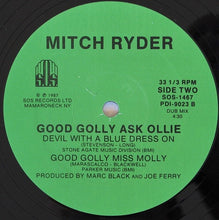 MITCH RYDER
SOS
℗ © 1987
SOS RECORDS LTD
MAMARONECK NY
33 1/3 RPM
SIDE TWO
SOS-1467
PDI-9023 B
DUB MIX
4:30
GOOD GOLLY ASK OLLIE
DEVIL WITH A BLUE DRESS ON
(STEVENSON - LONG)
STONE AGATE MUSIC DIVISION (BMI)
GOOD GOLLY MISS MOLLY
(MARASCALCO - BLACKWELL)
PARKER MUSIC (BMI)
PRODUCED BY MARC BLACK and JOE FERRY